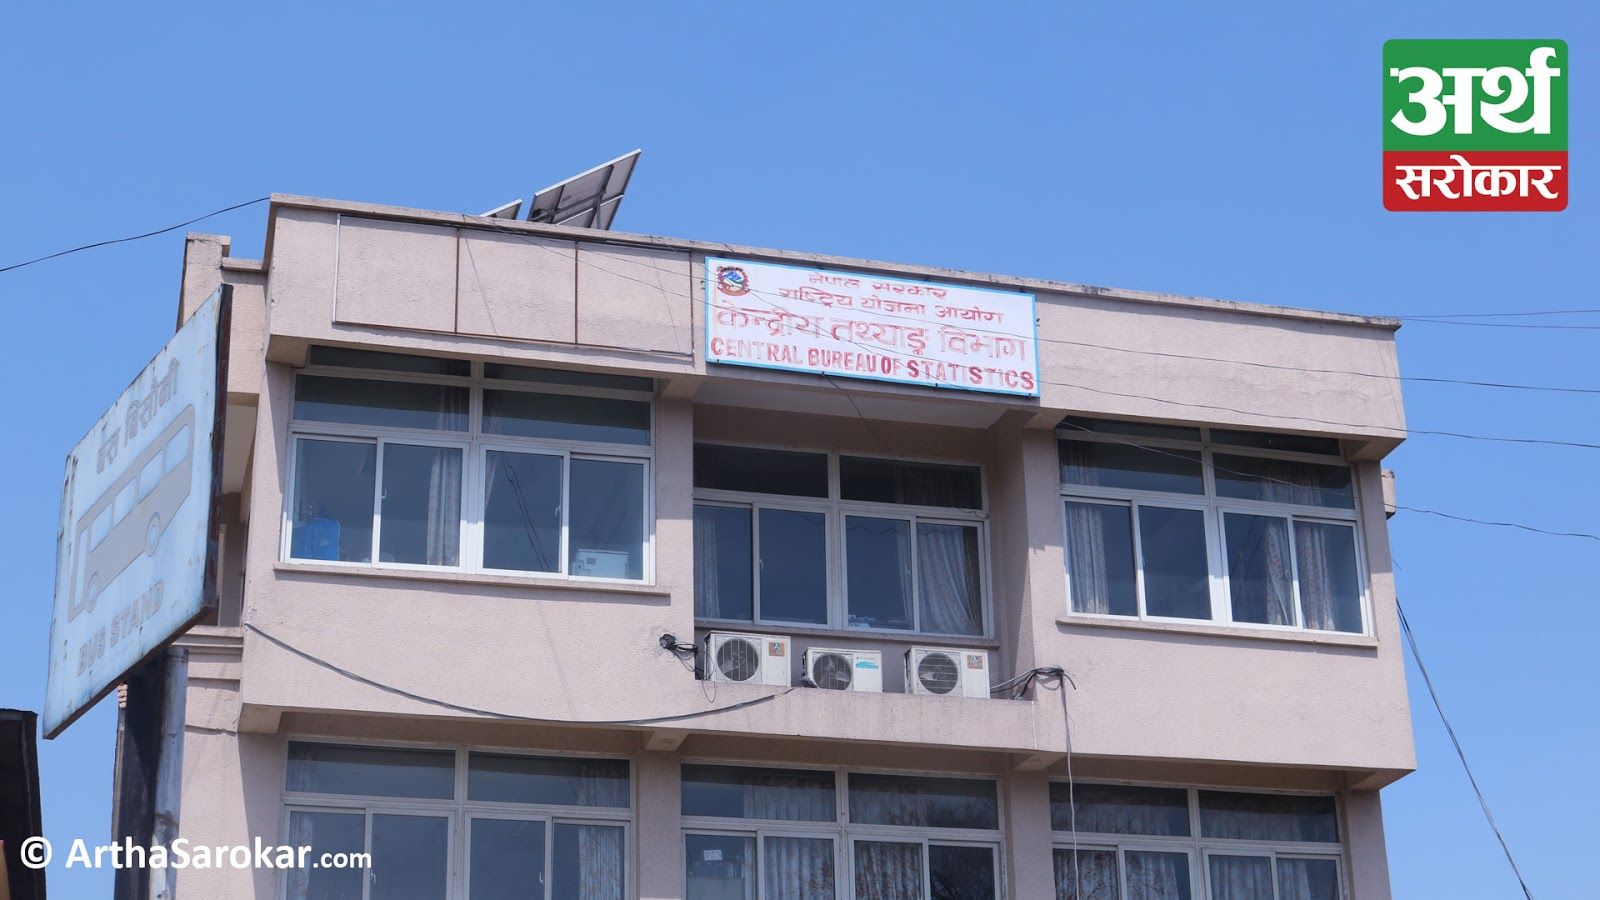 अर्थ
सरोकार
नेपाल सरकार
राष्ट्रिय योजना आयोग
केन्द्रीय तथ्याङ्क विभाग
CENTRAL BUREAU OF STATISTICS
बस बिसौनी
BUS STAND
© ArthaSarokar.com